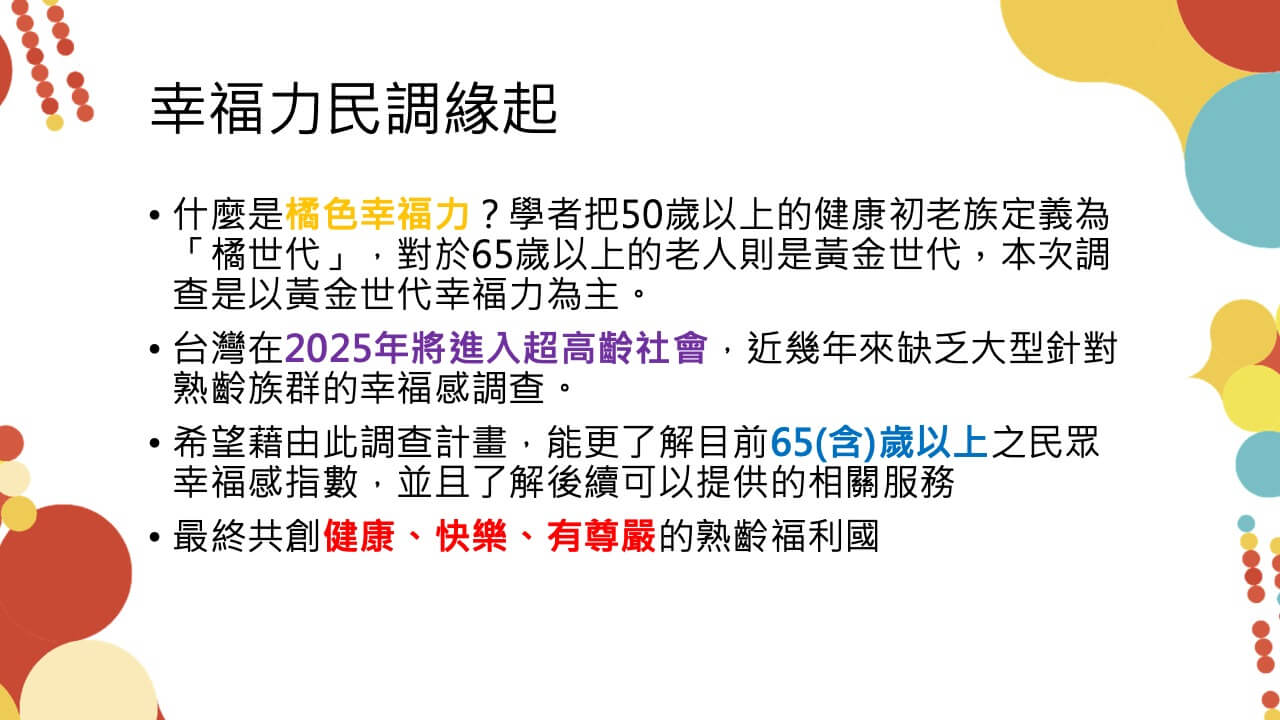 幸福力民調緣起
• 什麼是橘色幸福力？學者把50歲以上的健康初老族定義為
「橘世代」，對於65歲以上的老人則是黃金世代，本次調
查是以黃金世代幸福力為主。
• 台灣在2025年將進入超高齡社會，近幾年來缺乏大型針對
熟齡族群的幸福感調查。
• 希望藉由此調查計畫，能更了解目前65(含)歲以上之民眾
幸福感指數，並且了解後續可以提供的相關服務
• 最終共創健康、快樂、有尊嚴的熟齡福利國